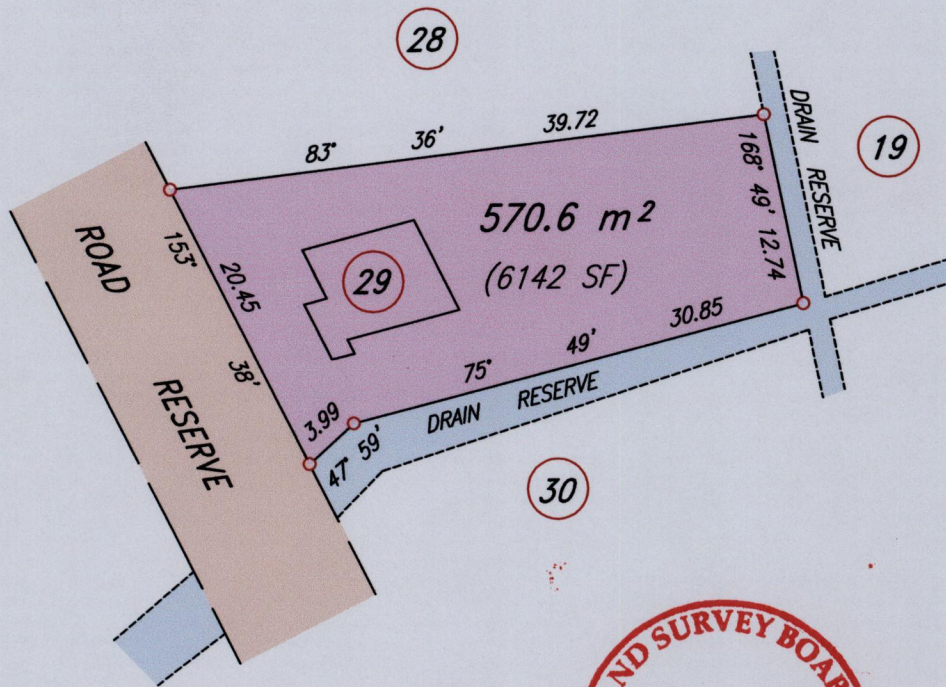 28
83° 36' 39.72
DRAIN RESERVE
19
168° 49' 12.74
570.6 m²
(6142 SF)
29
ROAD
RESERVE
153° 38'
20.45
3.99
47° 59'
75° 49' 30.85
DRAIN RESERVE
30
ND SURVEY BOAR